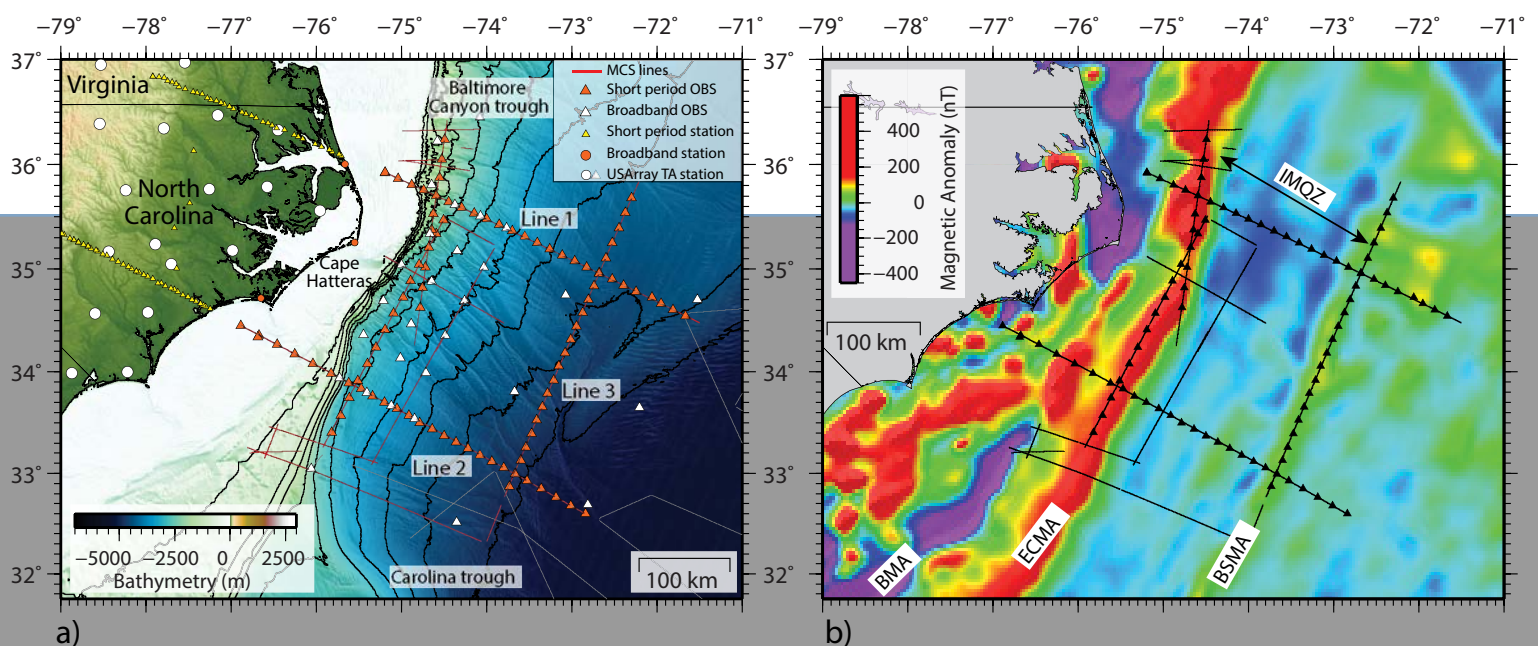 −79° −78° −77° −76° −75° −74° −73° −72° −71°
37°
36°
35°
34°
33°
32°
Virginia
North
Carolina
Cape
Hatteras
Baltimore
Canyon trough
MCS lines
Short period OBS
Broadband OBS
Short period station
Broadband station
USArray TA station
Line 1
Line 3
Line 2
Carolina trough
−5000 −2500 0 2500
Bathymetry (m)
100 km
a)
−79° −78° −77° −76° −75° −74° −73° −72° −71°
37°
36°
35°
34°
33°
32°
400
200
0
−200
−400
Magnetic Anomaly (nT)
100 km
IMQZ
BMA
ECMA
BSMA
b)